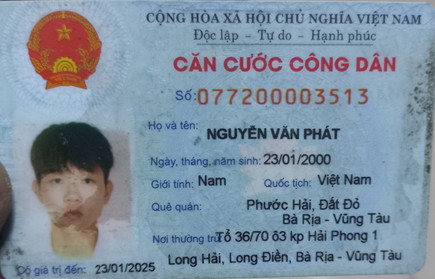 CỘNG HÒA XÃ HỘI CHỦ NGHĨA VIỆT NAM
Độc lập - Tự do - Hạnh phúc
CĂN CƯỚC CÔNG DÂN
Số: 077200003513
Họ và tên:
NGUYỄN VĂN PHÁT
Ngày, tháng, năm sinh: 23/01/2000
Giới tính: Nam Quốc tịch: Việt Nam
Quê quán: Phước Hải, Đất Đỏ
Bà Rịa - Vũng Tàu
Nơi thường trú: Tổ 36/70 ô3 kp Hải Phong 1
Long Hải, Long Điền, Bà Rịa - Vũng Tàu
Có giá trị đến: 23/01/2025